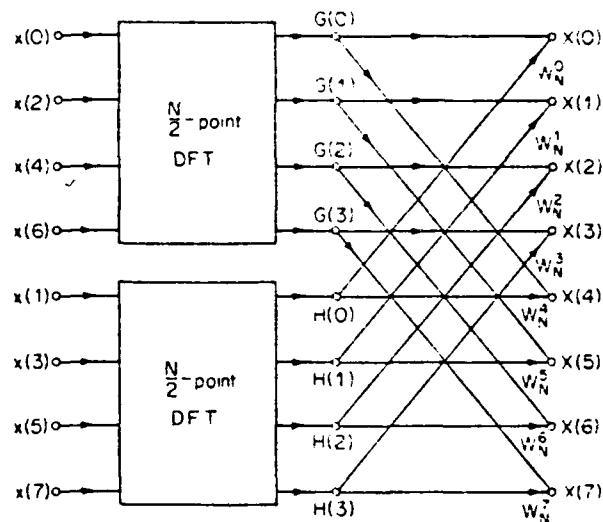 x(0) G(0) X(0)
W_N^0
x(2) G(1) X(1)
N/2-point
DFT
W_N^1
x(4) G(2) X(2)
W_N^2
x(6) G(3) X(3)
W_N^3
x(1) H(0) X(4)
W_N^4
x(3) H(1) X(5)
N/2-point
DFT
W_N^5
x(5) H(2) X(6)
W_N^6
x(7) H(3) X(7)
W_N^7